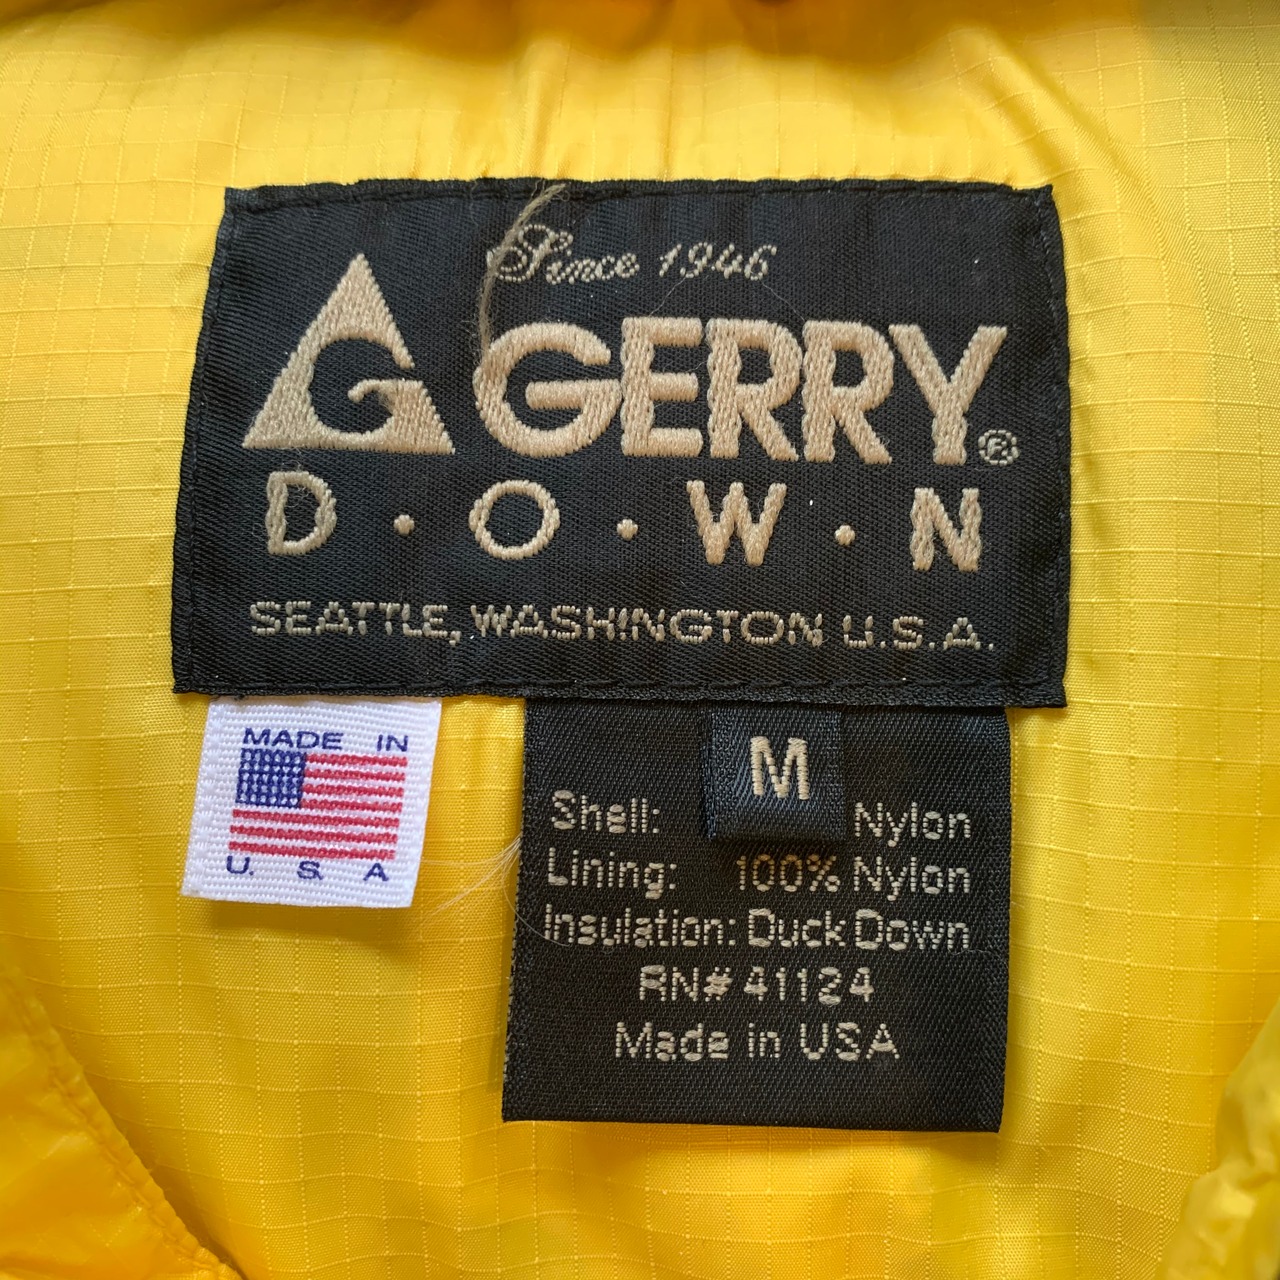 Since 1946
G GERRY®
D·O·W·N
SEATTLE, WASHINGTON U.S.A.
MADE IN
U. S. A
M
Shell: Nylon
Lining: 100% Nylon
Insulation: Duck Down
RN# 41124
Made in USA